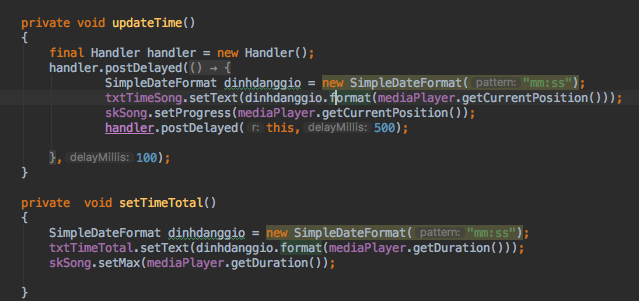 private void updateTime()
{
final Handler handler = new Handler();
handler.postDelayed(() → {
SimpleDateFormat dinhdanggio = new SimpleDateFormat( pattern: "mm:ss");
txtTimeSong.setText(dinhdanggio.format(mediaPlayer.getCurrentPosition()));
skSong.setProgress(mediaPlayer.getCurrentPosition());
handler.postDelayed( r: this, delayMillis: 500);
}, delayMillis: 100);
}
private  void setTimeTotal()
{
SimpleDateFormat dinhdanggio = new SimpleDateFormat( pattern: "mm:ss");
txtTimeTotal.setText(dinhdanggio.format(mediaPlayer.getDuration()));
skSong.setMax(mediaPlayer.getDuration());
}